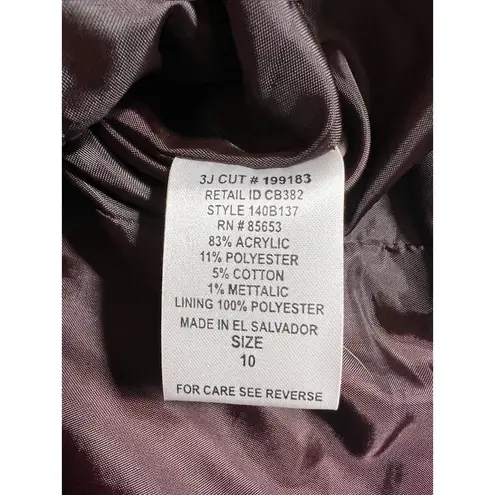 3J CUT # 199183
RETAIL ID CB382
STYLE 140B137
RN # 85653
83% ACRYLIC
11% POLYESTER
5% COTTON
1% METTALIC
LINING 100% POLYESTER
MADE IN EL SALVADOR
SIZE
10
FOR CARE SEE REVERSE